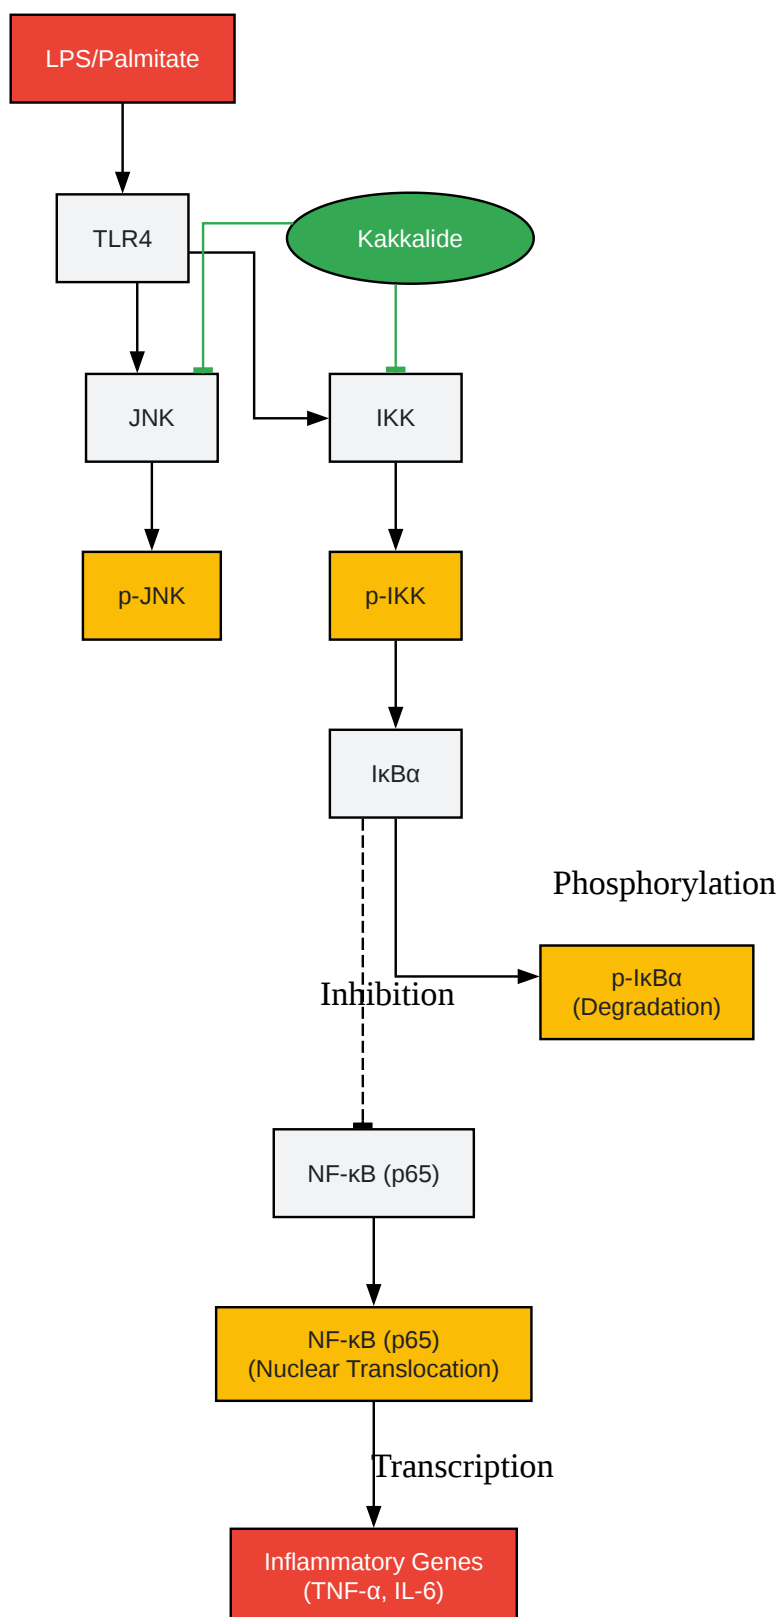 LPS/Palmitate
TLR4
Kakkalide
JNK
IKK
p-JNK
p-IKK
IκBα
Phosphorylation
p-IκBα
(Degradation)
Inhibition
NF-κB (p65)
NF-κB (p65)
(Nuclear Translocation)
Transcription
Inflammatory Genes
(TNF-α, IL-6)